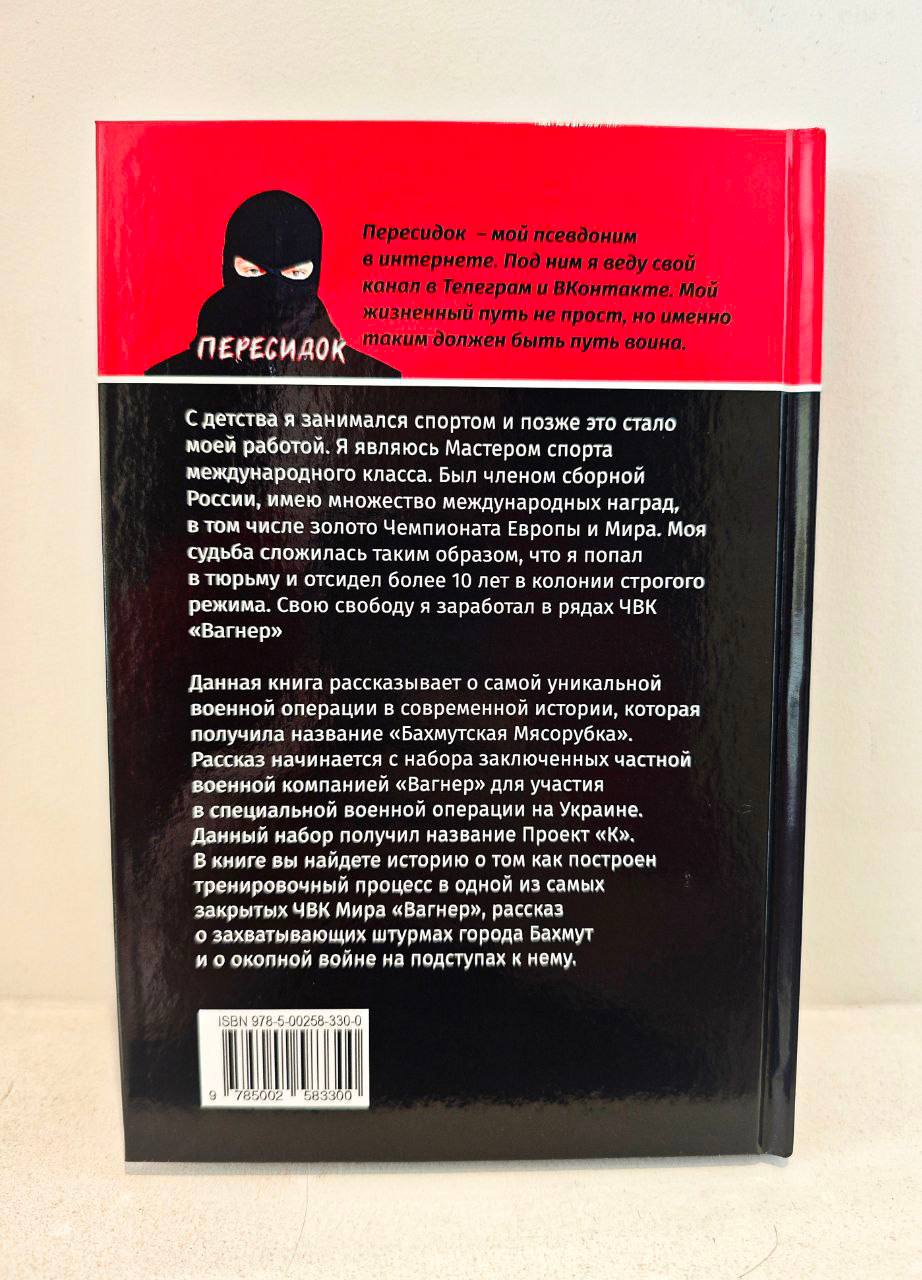 Пересидок – мой псевдоним
в интернете. Под ним я веду свой
канал в Телеграм и ВКонтакте. Мой
жизненный путь не прост, но именно
таким должен быть путь воина.
ПЕРЕСИДОК
С детства я занимался спортом и позже это стало
моей работой. Я являюсь Мастером спорта
международного класса. Был членом сборной
России, имею множество международных наград,
в том числе золото Чемпионата Европы и Мира. Моя
судьба сложилась таким образом, что я попал
в тюрьму и отсидел более 10 лет в колонии строгого
режима. Свою свободу я заработал в рядах ЧВК
«Вагнер»
Данная книга рассказывает о самой уникальной
военной операции в современной истории, которая
получила название «Бахмутская Мясорубка».
Рассказ начинается с набора заключенных частной
военной компанией «Вагнер» для участия
в специальной военной операции на Украине.
Данный набор получил название Проект «К».
В книге вы найдете историю о том как построен
тренировочный процесс в одной из самых
закрытых ЧВК Мира «Вагнер», рассказ
о захватывающих штурмах города Бахмут
и о окопной войне на подступах к нему.
ISBN 978-5-00258-330-0
9 785002 583300